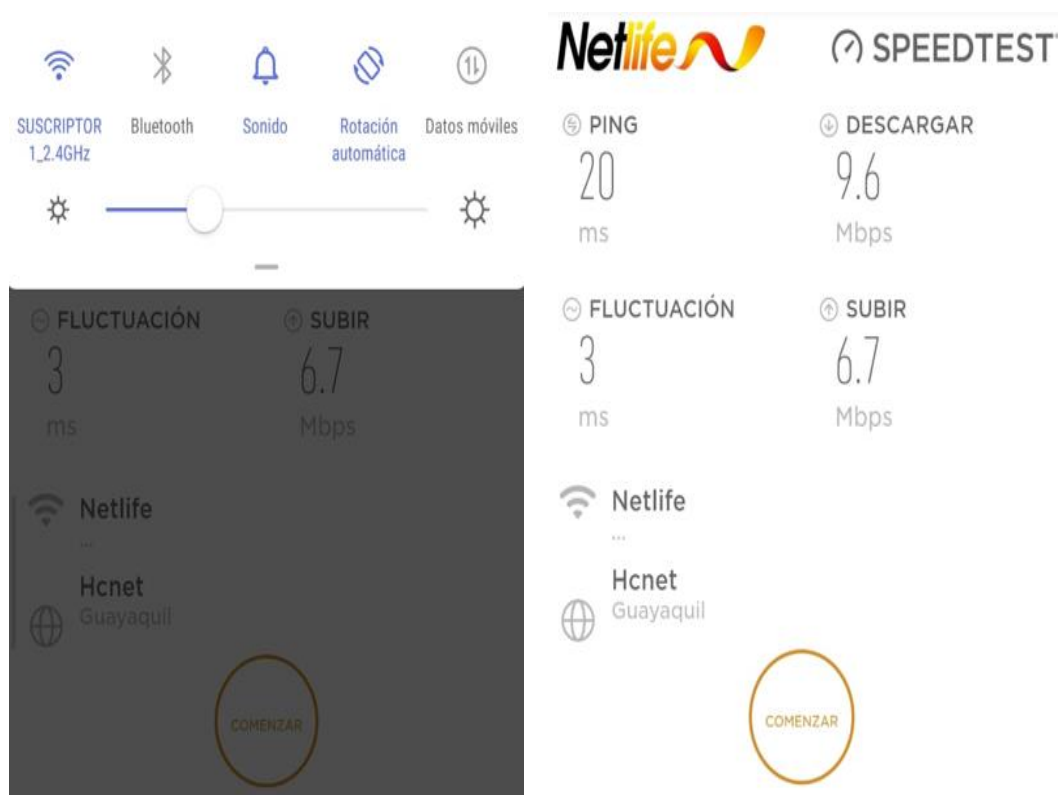 SUSCRIPTOR
1_2.4GHz
Bluetooth
Sonido
Rotación
automática
Datos móviles
FLUCTUACIÓN
3
ms
SUBIR
6.7
Mbps
Netlife
...
Hcnet
Guayaquil
COMENZAR
Netlife
SPEEDTEST
PING
20
ms
DESCARGAR
9.6
Mbps
FLUCTUACIÓN
3
ms
SUBIR
6.7
Mbps
Netlife
...
Hcnet
Guayaquil
COMENZAR